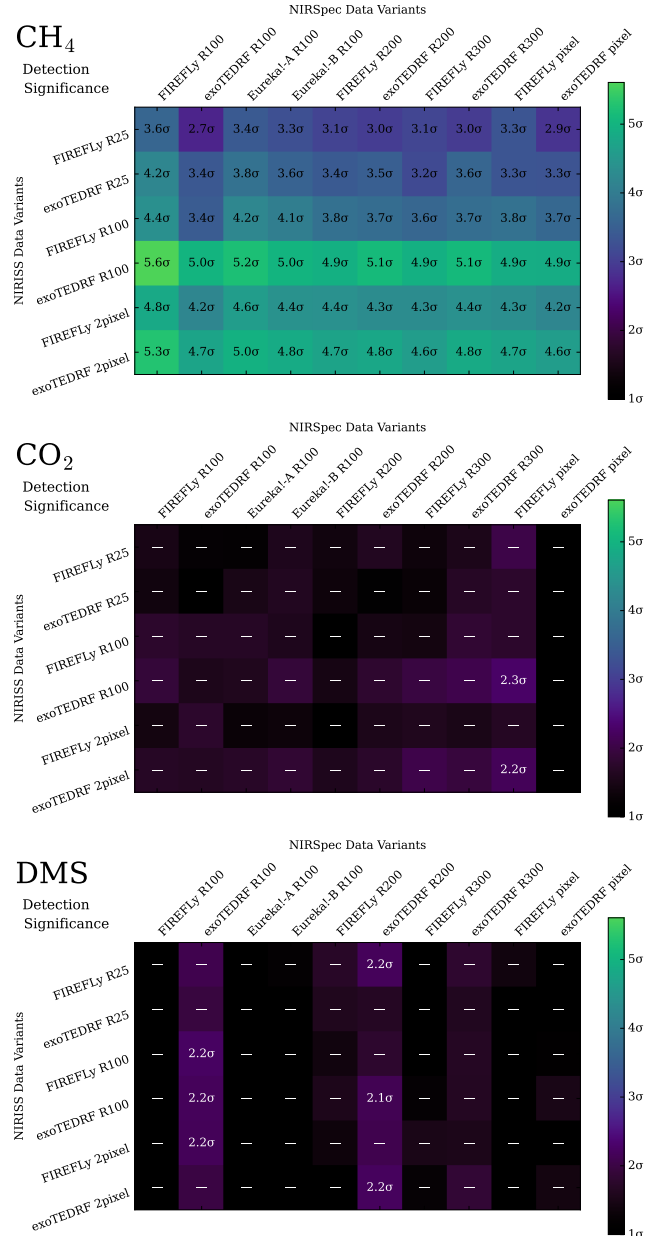 NIRSpec Data Variants
CH₄
Detection
Significance
FIREFLy R100 exoTEDRF R100 Eureka!-A R100 Eureka!-B R100 FIREFLy R200 exoTEDRF R200 FIREFLy R300 exoTEDRF R300 FIREFLy pixel exoTEDRF pixel
NIRISS Data Variants
FIREFLy R25 3.6σ 2.7σ 3.4σ 3.3σ 3.1σ 3.0σ 3.1σ 3.0σ 3.3σ 2.9σ
exoTEDRF R25 4.2σ 3.4σ 3.8σ 3.6σ 3.4σ 3.5σ 3.2σ 3.6σ 3.3σ 3.3σ
FIREFLy R100 4.4σ 3.4σ 4.2σ 4.1σ 3.8σ 3.7σ 3.6σ 3.7σ 3.8σ 3.7σ
exoTEDRF R100 5.6σ 5.0σ 5.2σ 5.0σ 4.9σ 5.1σ 4.9σ 5.1σ 4.9σ 4.9σ
FIREFLy 2pixel 4.8σ 4.2σ 4.6σ 4.4σ 4.4σ 4.3σ 4.3σ 4.4σ 4.3σ 4.2σ
exoTEDRF 2pixel 5.3σ 4.7σ 5.0σ 4.8σ 4.7σ 4.8σ 4.6σ 4.8σ 4.7σ 4.6σ
5σ
4σ
3σ
2σ
1σ
NIRSpec Data Variants
CO₂
Detection
Significance
FIREFLy R100 exoTEDRF R100 Eureka!-A R100 Eureka!-B R100 FIREFLy R200 exoTEDRF R200 FIREFLy R300 exoTEDRF R300 FIREFLy pixel exoTEDRF pixel
NIRISS Data Variants
FIREFLy R25 — — — — — — — — — —
exoTEDRF R25 — — — — — — — — — —
FIREFLy R100 — — — — — — — — — —
exoTEDRF R100 — — — — — — — — 2.3σ —
FIREFLy 2pixel — — — — — — — — — —
exoTEDRF 2pixel — — — — — — — — 2.2σ —
5σ
4σ
3σ
2σ
1σ
NIRSpec Data Variants
DMS
Detection
Significance
FIREFLy R100 exoTEDRF R100 Eureka!-A R100 Eureka!-B R100 FIREFLy R200 exoTEDRF R200 FIREFLy R300 exoTEDRF R300 FIREFLy pixel exoTEDRF pixel
NIRISS Data Variants
FIREFLy R25 — — — — — 2.2σ — — — —
exoTEDRF R25 — — — — — — — — — —
FIREFLy R100 — 2.2σ — — — — — — — —
exoTEDRF R100 — 2.2σ — — — 2.1σ — — — —
FIREFLy 2pixel — 2.2σ — — — — — — — —
exoTEDRF 2pixel — — — — — 2.2σ — — — —
5σ
4σ
3σ
2σ
1σ